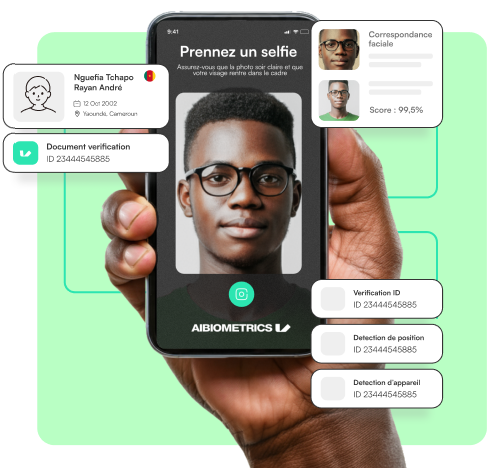 9:41
Prennez un selfie
Assurez-vous que la photo soir claire et que
votre visage rentre dans le cadre
Correspondance
faciale
Score : 99,5%
Nguefia Tchapo
Rayan André
12 Oct 2002
Yaounde, Cameroun
Document verification
ID 23444545885
AIBIOMETRICS
Verification ID
ID 23444545885
Detection de position
ID 23444545885
Detection d'appareil
ID 23444545885